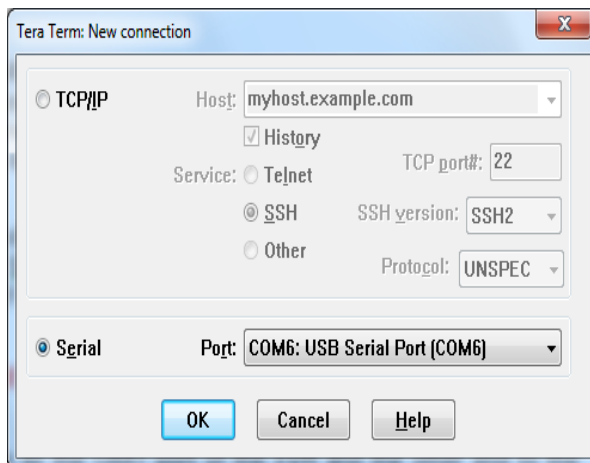 Tera Term: New connection
TCP/IP Host: myhost.example.com
History
Service: Telnet TCP port#: 22
SSH SSH version: SSH2
Other Protocol: UNSPEC
Serial Port: COM6: USB Serial Port (COM6)
OK Cancel Help